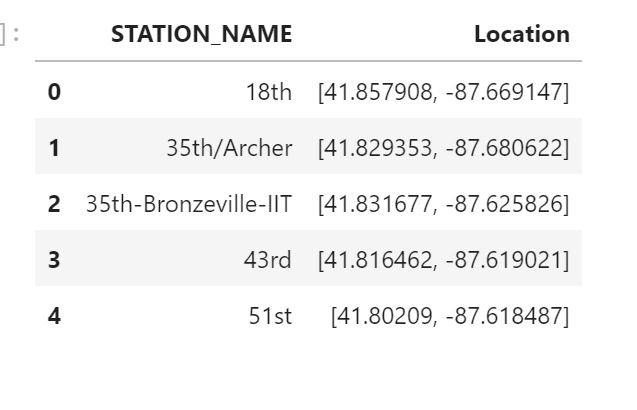 ]:
STATION_NAME Location
0 18th [41.857908, -87.669147]
1 35th/Archer [41.829353, -87.680622]
2 35th-Bronzeville-IIT [41.831677, -87.625826]
3 43rd [41.816462, -87.619021]
4 51st [41.80209, -87.618487]